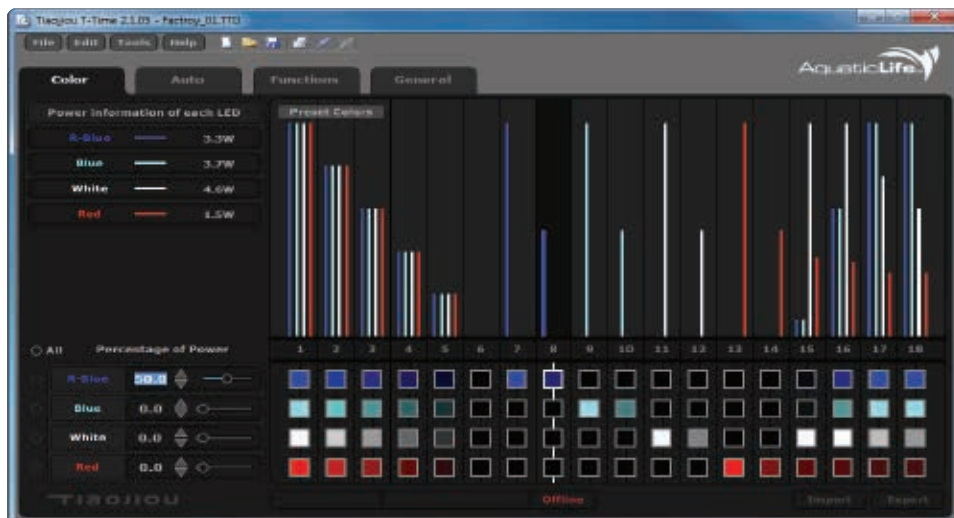 Tiaojiou T-Time 2.1.05 - Factroy_01.TTD
File Edit Tools Help
AquaticLife
Color Auto Functions General
Power information of each LED
Preset Colors
R-Blue 3.3W
Blue 3.7W
White 4.6W
Red 1.5W
All Percentage of Power
1 2 3 4 5 6 7 8 9 10 11 12 13 14 15 16 17 18
R-Blue 50.0
Blue 0.0
White 0.0
Red 0.0
TIAOJIOU
Offline
Import Export